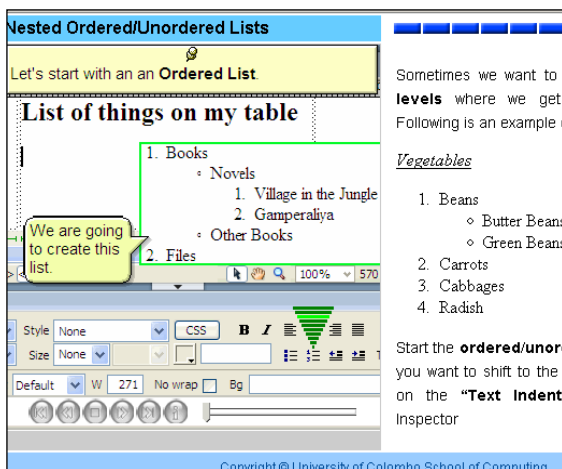 Nested Ordered/Unordered Lists
Let's start with an an Ordered List.
List of things on my table
1. Books
◦ Novels
1. Village in the Jungle
2. Gamperaliya
◦ Other Books
2. Files
We are going
to create this
list.
100%
570
Style None CSS B I
Size None
Default W 271 No wrap Bg
Sometimes we want to
levels where we get
Following is an example
Vegetables
1. Beans
◦ Butter Beans
◦ Green Beans
2. Carrots
3. Cabbages
4. Radish
Start the ordered/unor
you want to shift to the
on the "Text Indent
Inspector
Copyright © University of Colombo School of Computing